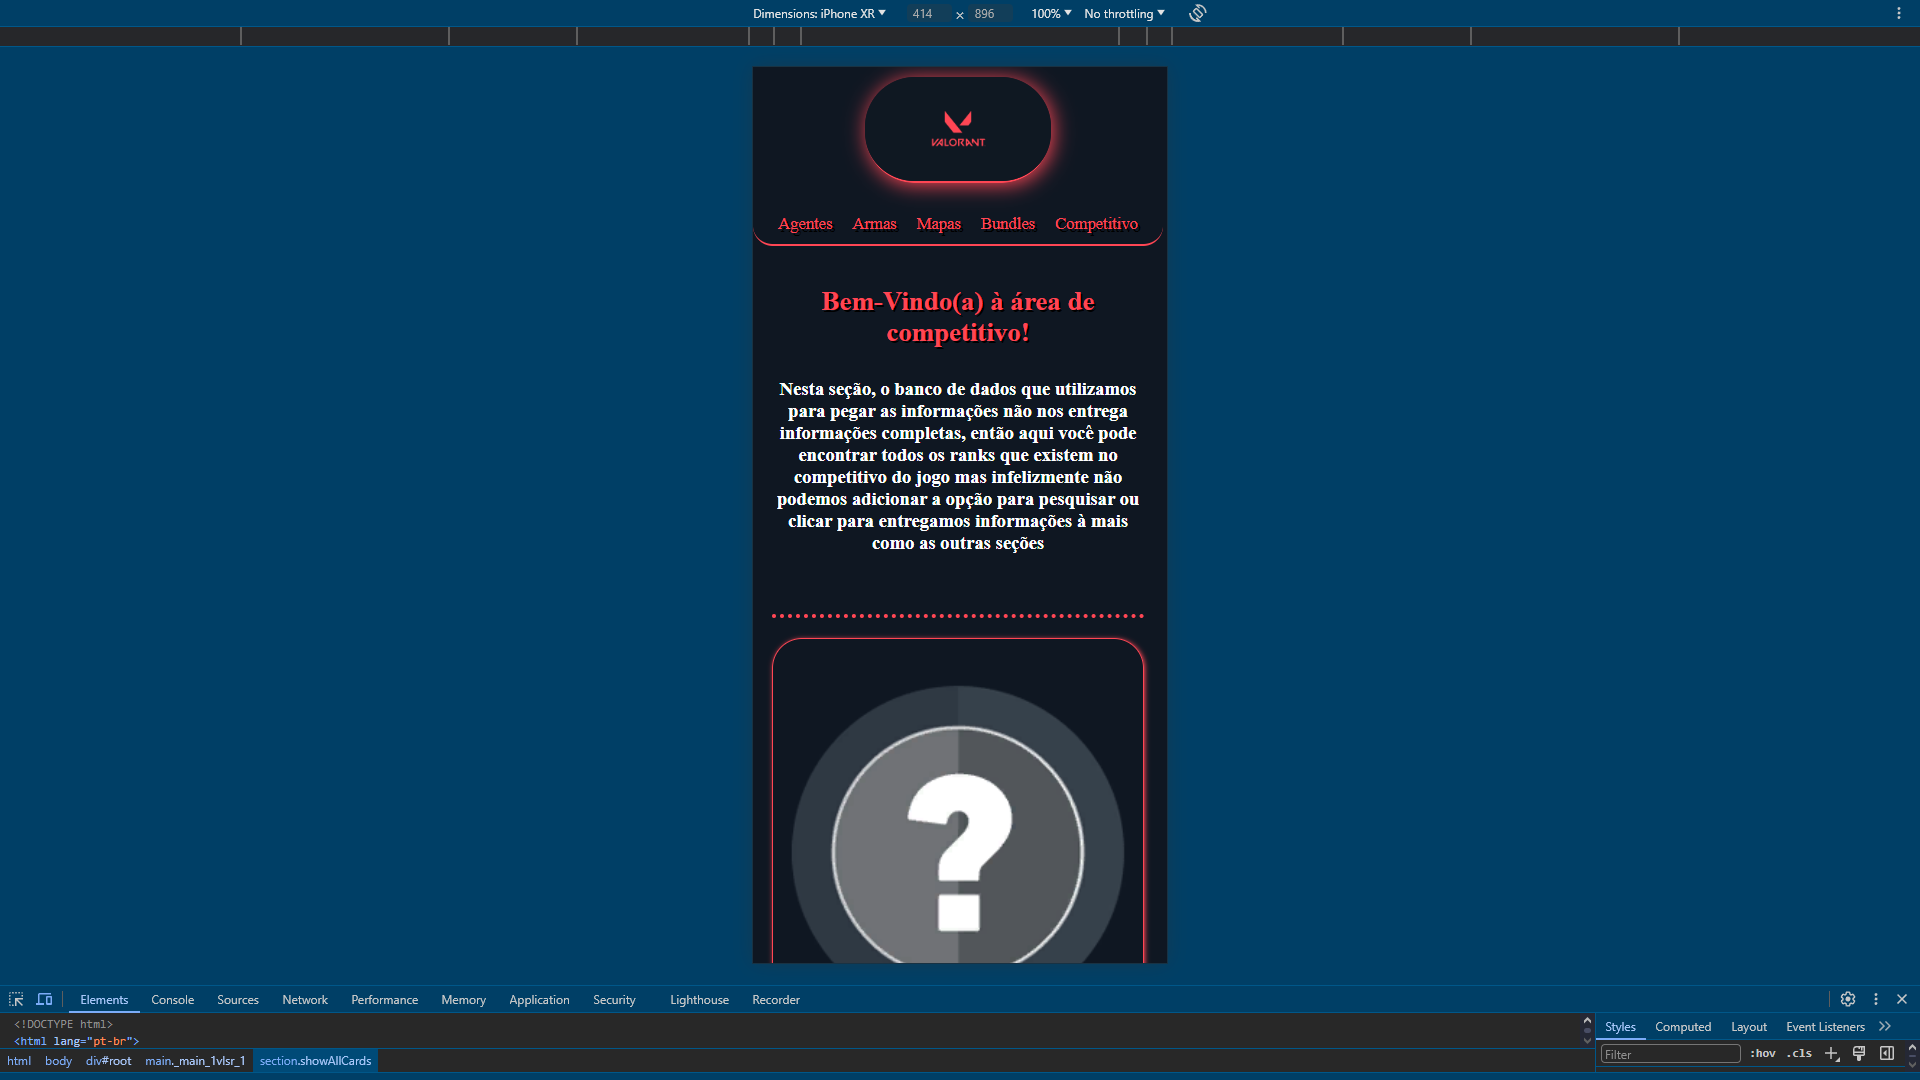 Dimensions: iPhone XR 414 × 896 100% No throttling
VALORANT
Agentes Armas Mapas Bundles Competitivo
Bem-Vindo(a) à área de
competitivo!
Nesta seção, o banco de dados que utilizamos
para pegar as informações não nos entrega
informações completas, então aqui você pode
encontrar todos os ranks que existem no
competitivo do jogo mas infelizmente não
podemos adicionar a opção para pesquisar ou
clicar para entregamos informações à mais
como as outras seções
?
Elements Console Sources Network Performance Memory Application Security Lighthouse Recorder
<!DOCTYPE html>
<html lang="pt-br">
html body div#root main._main_1vlsr_1 section.showAllCards
Styles Computed Layout Event Listeners
Filter :hov .cls